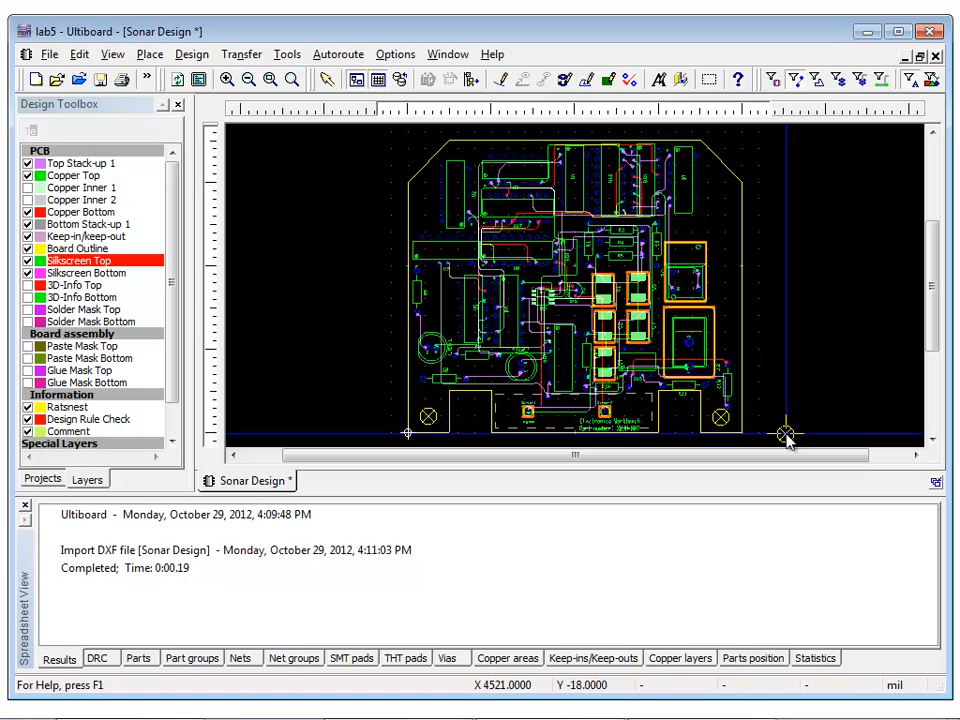 lab5 - Ultiboard - [Sonar Design *]
File Edit View Place Design Transfer Tools Autoroute Options Window Help
Design Toolbox
PCB
Top Stack-up 1
Copper Top
Copper Inner 1
Copper Inner 2
Copper Bottom
Bottom Stack-up 1
Keep-in/keep-out
Board Outline
Silkscreen Top
Silkscreen Bottom
3D-Info Top
3D-Info Bottom
Solder Mask Top
Solder Mask Bottom
Board assembly
Paste Mask Top
Paste Mask Bottom
Glue Mask Top
Glue Mask Bottom
Information
Ratsnest
Design Rule Check
Comment
Special Layers
Projects Layers
Electronics Northwich
Part number:
Sonar Design *
Ultiboard - Monday, October 29, 2012, 4:09:48 PM
Import DXF file [Sonar Design] - Monday, October 29, 2012, 4:11:03 PM
Completed; Time: 0:00.19
Spreadsheet View
Results DRC Parts Part groups Nets Net groups SMT pads THT pads Vias Copper areas Keep-ins/Keep-outs Copper layers Parts position Statistics
For Help, press F1 X 4521.0000 Y -18.0000 - - - mil